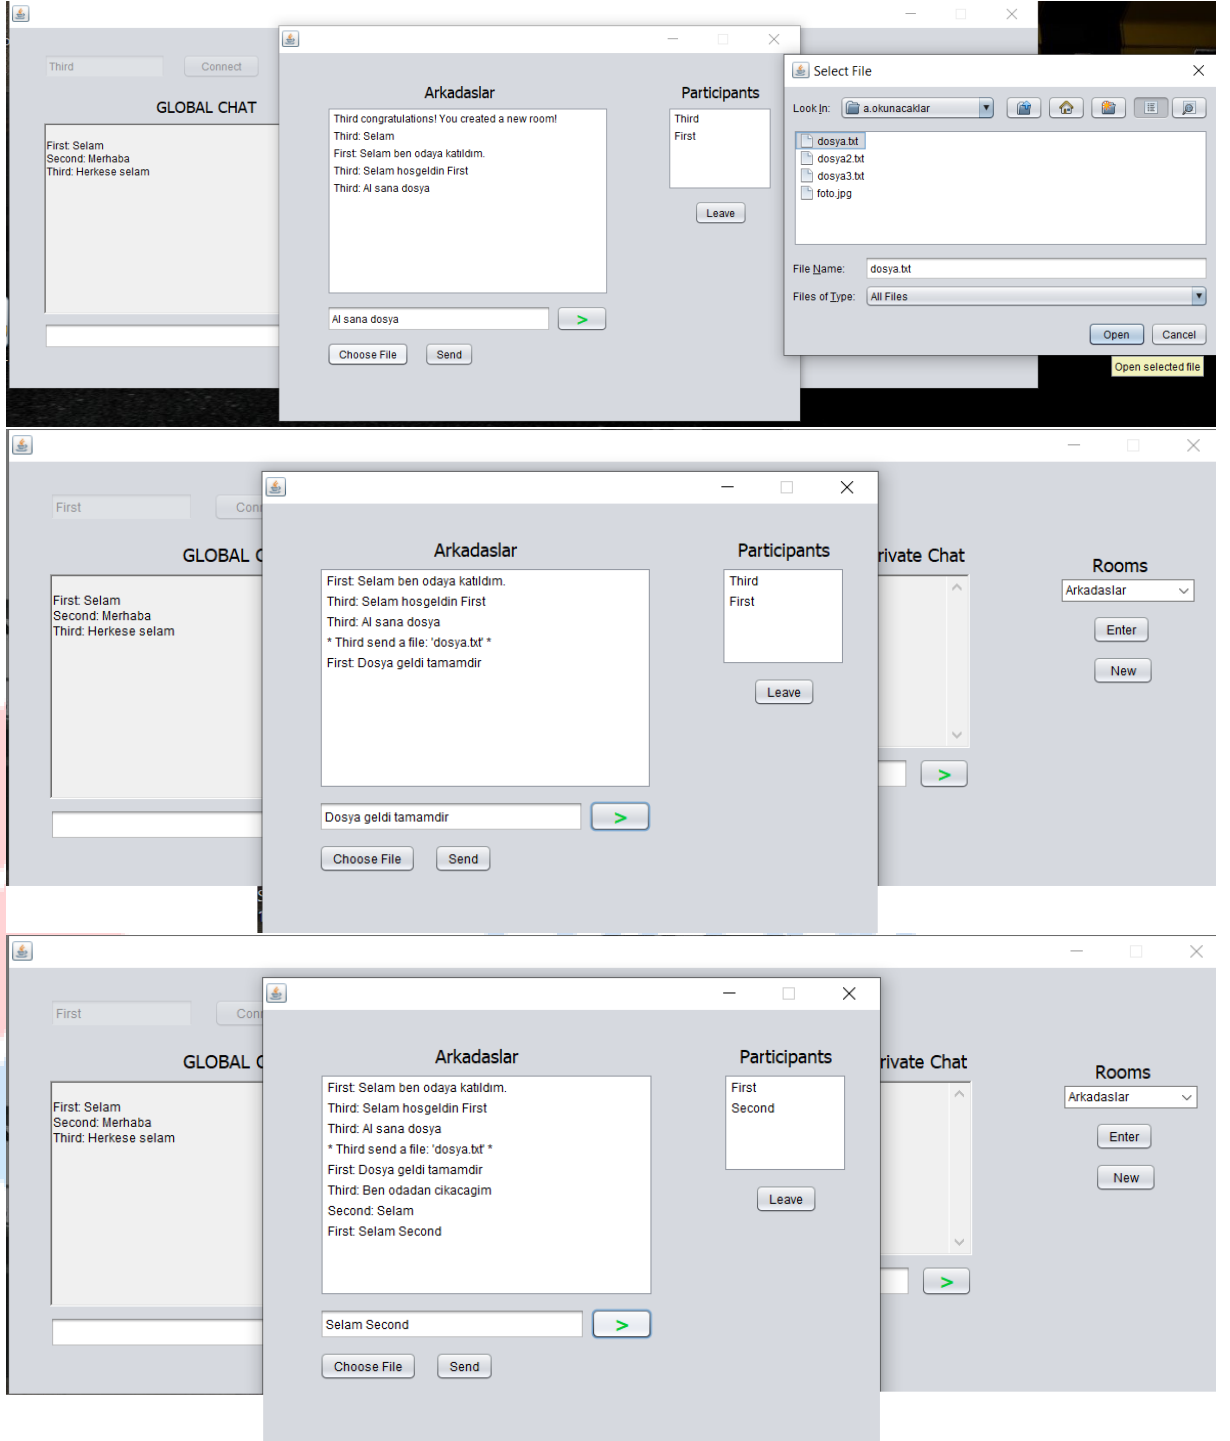 Third
Connect
GLOBAL CHAT
First: Selam
Second: Merhaba
Third: Herkese selam
Arkadaslar
Third congratulations! You created a new room!
Third: Selam
First: Selam ben odaya katıldım.
Third: Selam hosgeldin First
Third: Al sana dosya
Al sana dosya
>
Choose File
Send
Participants
Third
First
Leave
Select File
Look In:
a.okunacaklar
dosya.txt
dosya2.txt
dosya3.txt
foto.jpg
File Name:
dosya.txt
Files of Type:
All Files
Open
Cancel
Open selected file
First
Conn
GLOBAL C
First: Selam
Second: Merhaba
Third: Herkese selam
Arkadaslar
First: Selam ben odaya katıldım.
Third: Selam hosgeldin First
Third: Al sana dosya
* Third send a file: 'dosya.txt' *
First: Dosya geldi tamamdir
Dosya geldi tamamdir
>
Choose File
Send
Participants
Third
First
Leave
rivate Chat
>
Rooms
Arkadaslar
Enter
New
First
Conn
GLOBAL C
First: Selam
Second: Merhaba
Third: Herkese selam
Arkadaslar
First: Selam ben odaya katıldım.
Third: Selam hosgeldin First
Third: Al sana dosya
* Third send a file: 'dosya.txt' *
First: Dosya geldi tamamdir
Third: Ben odadan cikacagim
Second: Selam
First: Selam Second
Selam Second
>
Choose File
Send
Participants
First
Second
Leave
rivate Chat
>
Rooms
Arkadaslar
Enter
New